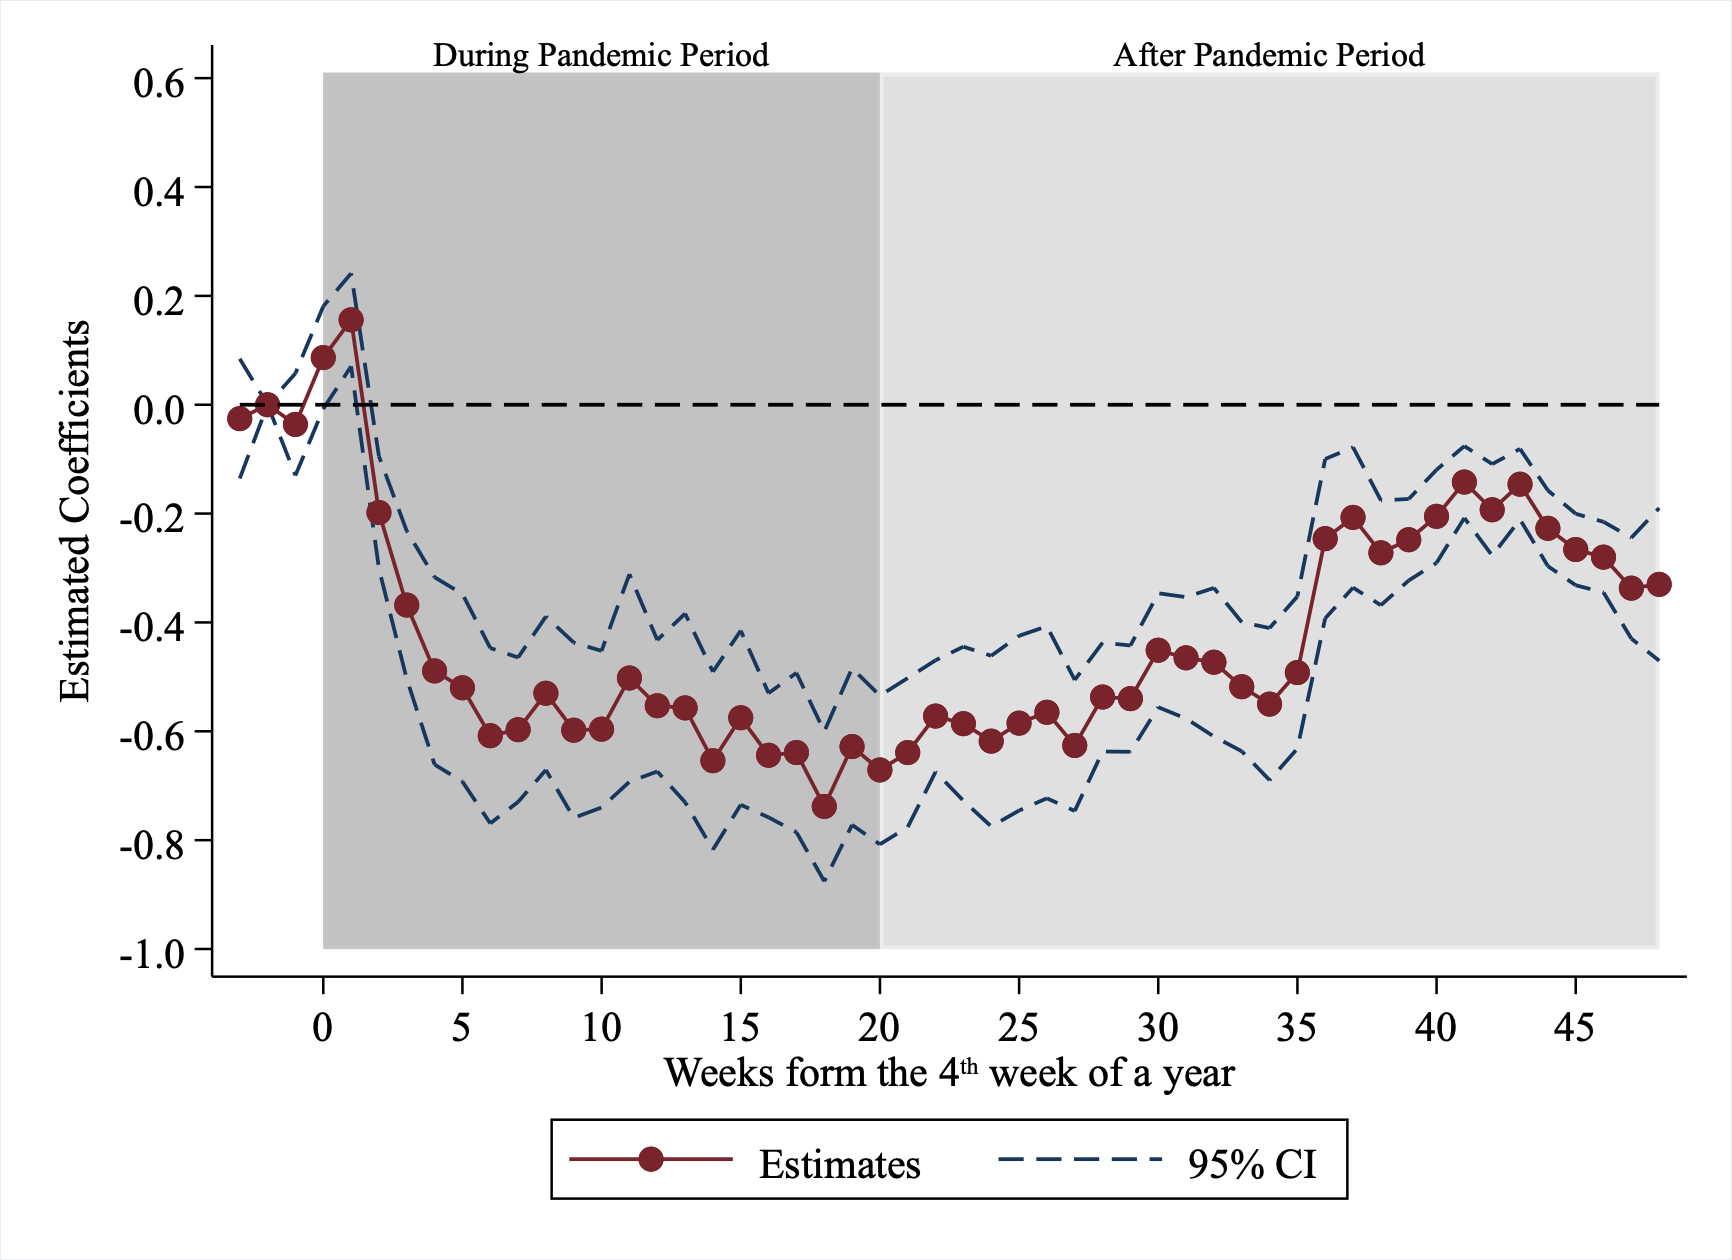 During Pandemic Period
After Pandemic Period
0.6
0.4
0.2
0.0
-0.2
-0.4
-0.6
-0.8
-1.0
Estimated Coefficients
0 5 10 15 20 25 30 35 40 45
Weeks form the 4th week of a year
Estimates
95% CI